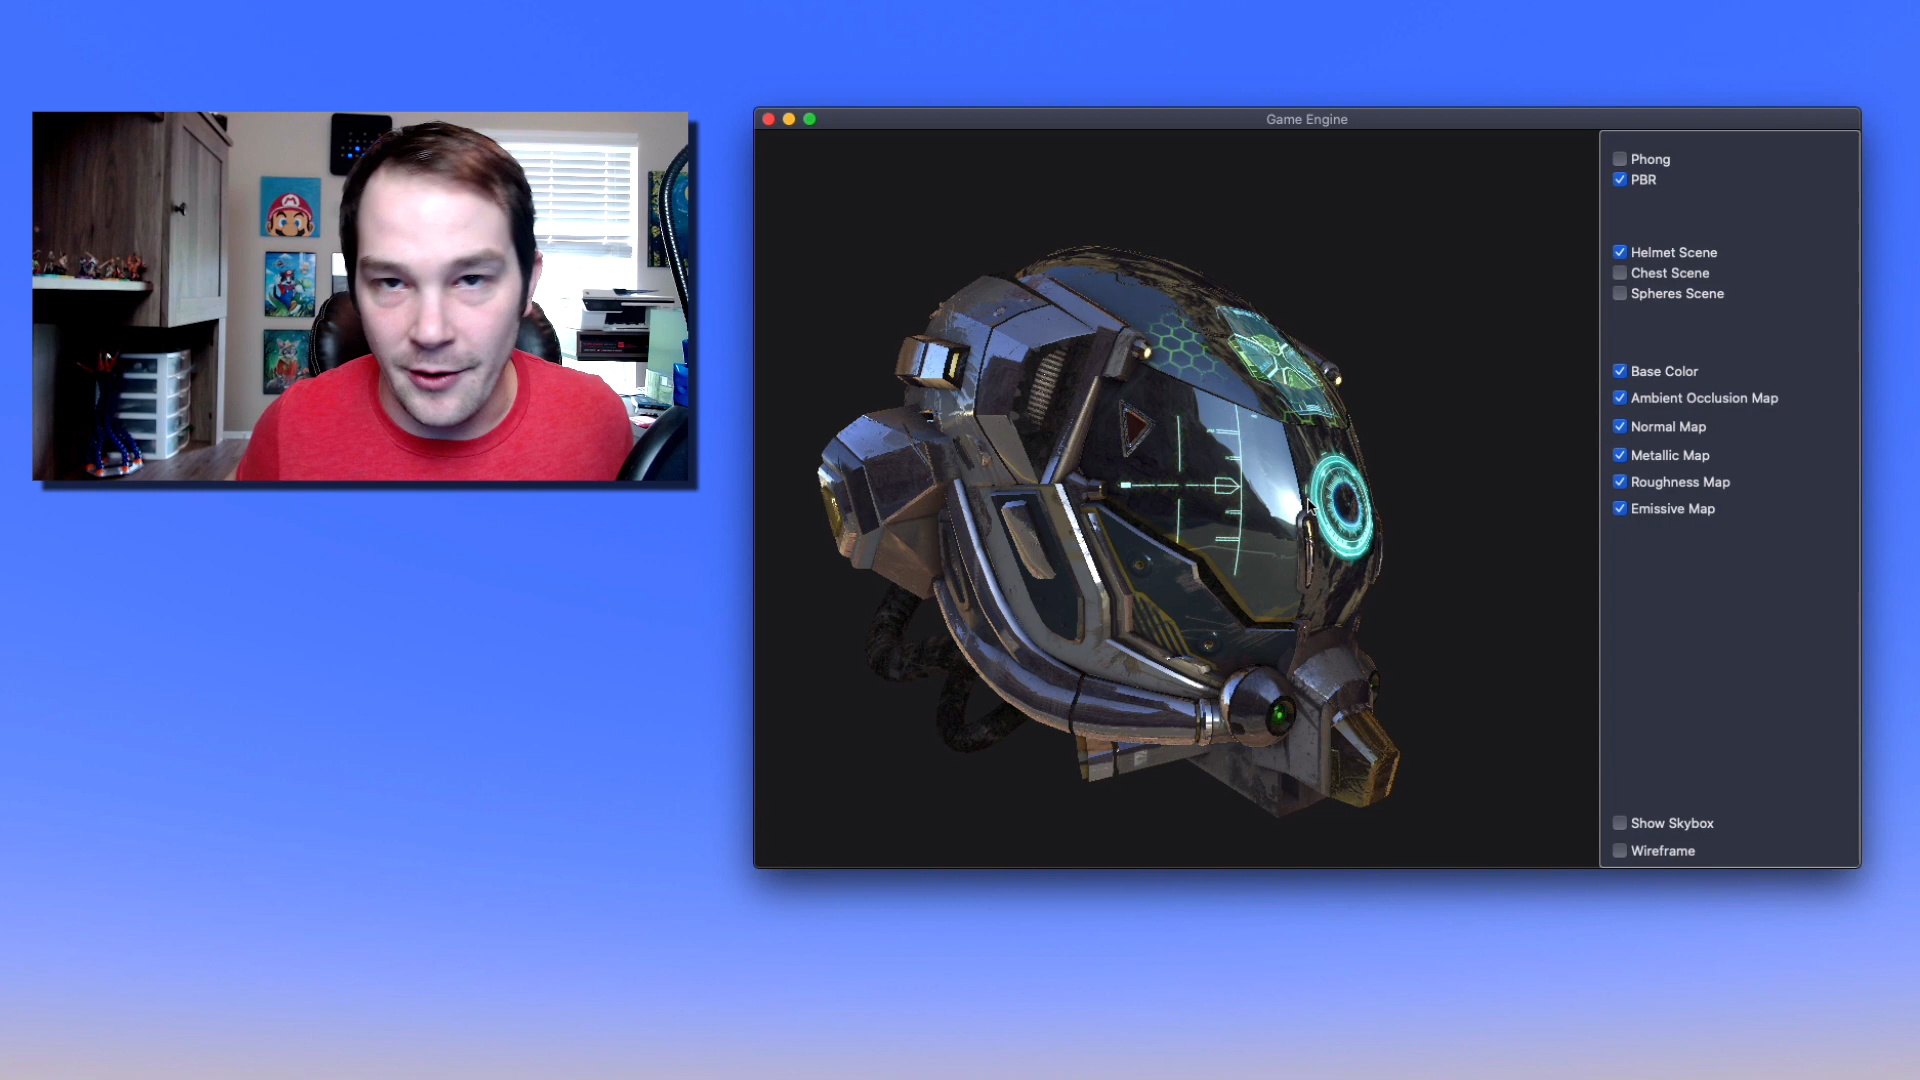 Game Engine
Phong
PBR
Helmet Scene
Chest Scene
Spheres Scene
Base Color
Ambient Occlusion Map
Normal Map
Metallic Map
Roughness Map
Emissive Map
Show Skybox
Wireframe